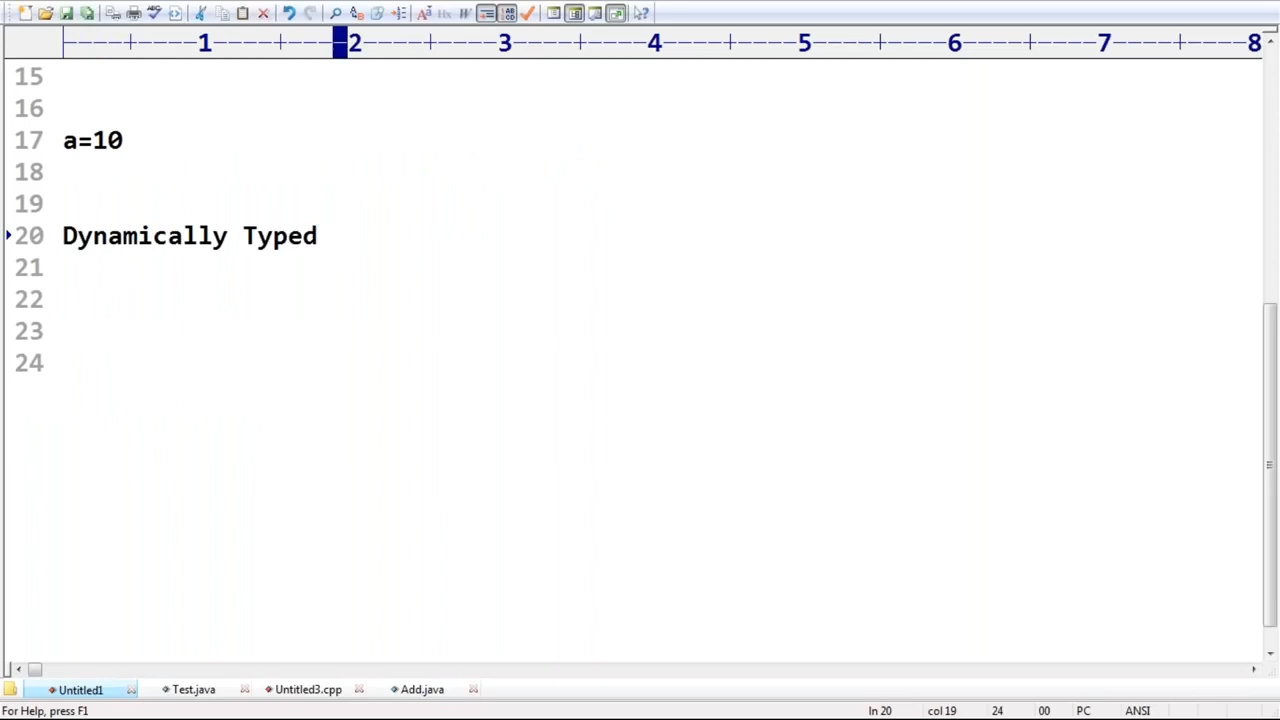 1 2 3 4 5 6 7 8
15
16
17 a=10
18
19
20 Dynamically Typed
21
22
23
24
Untitled1 Test.java Untitled3.cpp Add.java
For Help, press F1 ln 20 col 19 24 00 PC ANSI